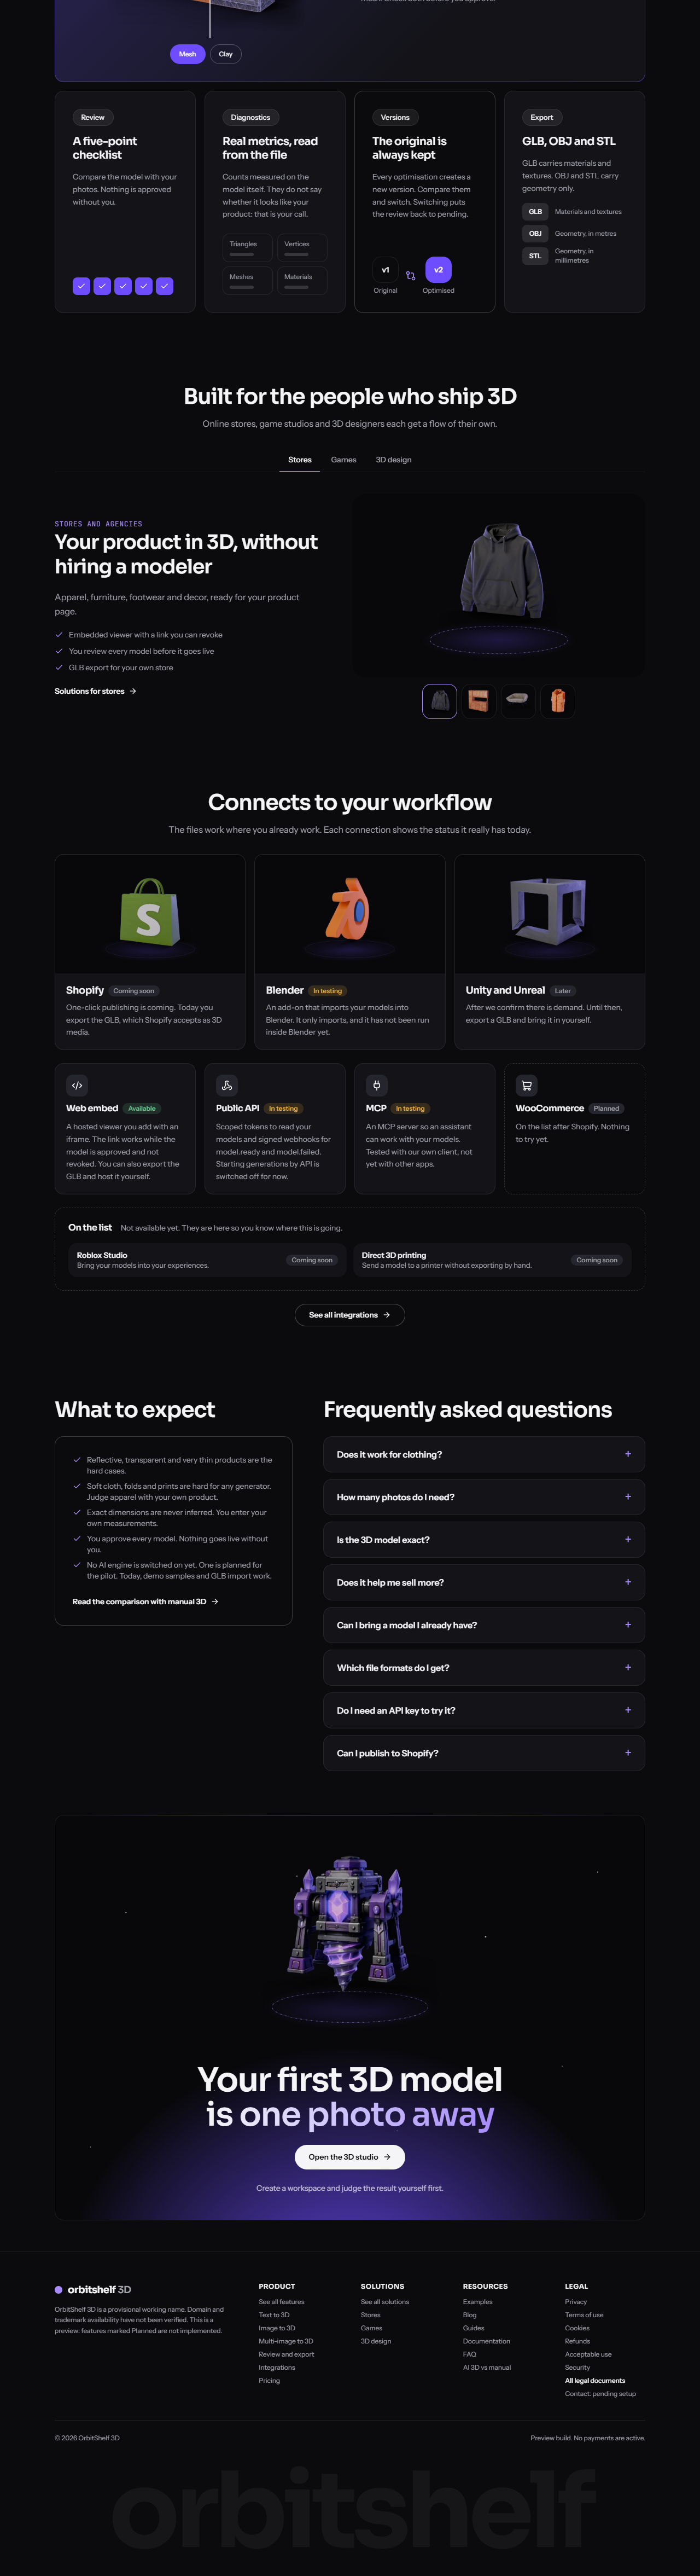 Mesh
Clay
Review
A five-point
checklist
Compare the model with your
photos. Nothing is approved
without you.
Diagnostics
Real metrics, read
from the file
Counts measured on the
model itself. They do not say
whether it looks like your
product: that is your call.
Triangles
Vertices
Meshes
Materials
Versions
The original is
always kept
Every optimisation creates a
new version. Compare them
and switch. Switching puts
the review back to pending.
v1
v2
Original
Optimised
Export
GLB, OBJ and STL
GLB carries materials and
textures. OBJ and STL carry
geometry only.
GLB
Materials and textures
OBJ
Geometry, in metres
STL
Geometry, in
millimetres
Built for the people who ship 3D
Online stores, game studios and 3D designers each get a flow of their own.
Stores
Games
3D design
STORES AND AGENCIES
Your product in 3D, without
hiring a modeler
Apparel, furniture, footwear and decor, ready for your product
page.
Embedded viewer with a link you can revoke
You review every model before it goes live
GLB export for your own store
Solutions for stores
Connects to your workflow
The files work where you already work. Each connection shows the status it really has today.
Shopify
Coming soon
One-click publishing is coming. Today you
export the GLB, which Shopify accepts as 3D
media.
Blender
In testing
An add-on that imports your models into
Blender. It only imports, and it has not been run
inside Blender yet.
Unity and Unreal
Later
After we confirm there is demand. Until then,
export a GLB and bring it in yourself.
Web embed
Available
A hosted viewer you add with an
iframe. The link works while the
model is approved and not
revoked. You can also export the
GLB and host it yourself.
Public API
In testing
Scoped tokens to read your
models and signed webhooks for
model.ready and model.failed.
Starting generations by API is
switched off for now.
MCP
In testing
An MCP server so an assistant
can work with your models.
Tested with our own client, not
yet with other apps.
WooCommerce
Planned
On the list after Shopify. Nothing
to try yet.
On the list
Not available yet. They are here so you know where this is going.
Roblox Studio
Bring your models into your experiences.
Coming soon
Direct 3D printing
Send a model to a printer without exporting by hand.
Coming soon
See all integrations
What to expect
Reflective, transparent and very thin products are the
hard cases.
Soft cloth, folds and prints are hard for any generator.
Judge apparel with your own product.
Exact dimensions are never inferred. You enter your
own measurements.
You approve every model. Nothing goes live without
you.
No AI engine is switched on yet. One is planned for
the pilot. Today, demo samples and GLB import work.
Read the comparison with manual 3D
Frequently asked questions
Does it work for clothing?
How many photos do I need?
Is the 3D model exact?
Does it help me sell more?
Can I bring a model I already have?
Which file formats do I get?
Do I need an API key to try it?
Can I publish to Shopify?
Your first 3D model
is one photo away
Open the 3D studio
Create a workspace and judge the result yourself first.
orbitshelf 3D
OrbitShelf 3D is a provisional working name. Domain and
trademark availability have not been verified. This is a
preview: features marked Planned are not implemented.
PRODUCT
See all features
Text to 3D
Image to 3D
Multi-image to 3D
Review and export
Integrations
Pricing
SOLUTIONS
See all solutions
Stores
Games
3D design
RESOURCES
Examples
Blog
Guides
Documentation
FAQ
AI 3D vs manual
LEGAL
Privacy
Terms of use
Cookies
Refunds
Acceptable use
Security
All legal documents
Contact: pending setup
© 2026 OrbitShelf 3D
Preview build. No payments are active.
orbitshelf